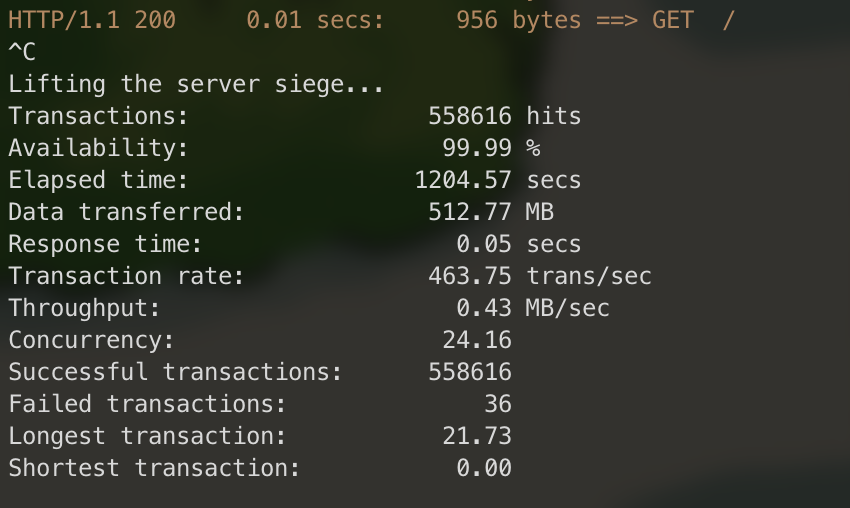 HTTP/1.1 200     0.01 secs:     956 bytes ==> GET  /
^C
Lifting the server siege...
Transactions:                 558616 hits
Availability:                  99.99 %
Elapsed time:                1204.57 secs
Data transferred:             512.77 MB
Response time:                  0.05 secs
Transaction rate:             463.75 trans/sec
Throughput:                     0.43 MB/sec
Concurrency:                   24.16
Successful transactions:      558616
Failed transactions:              36
Longest transaction:           21.73
Shortest transaction:           0.00